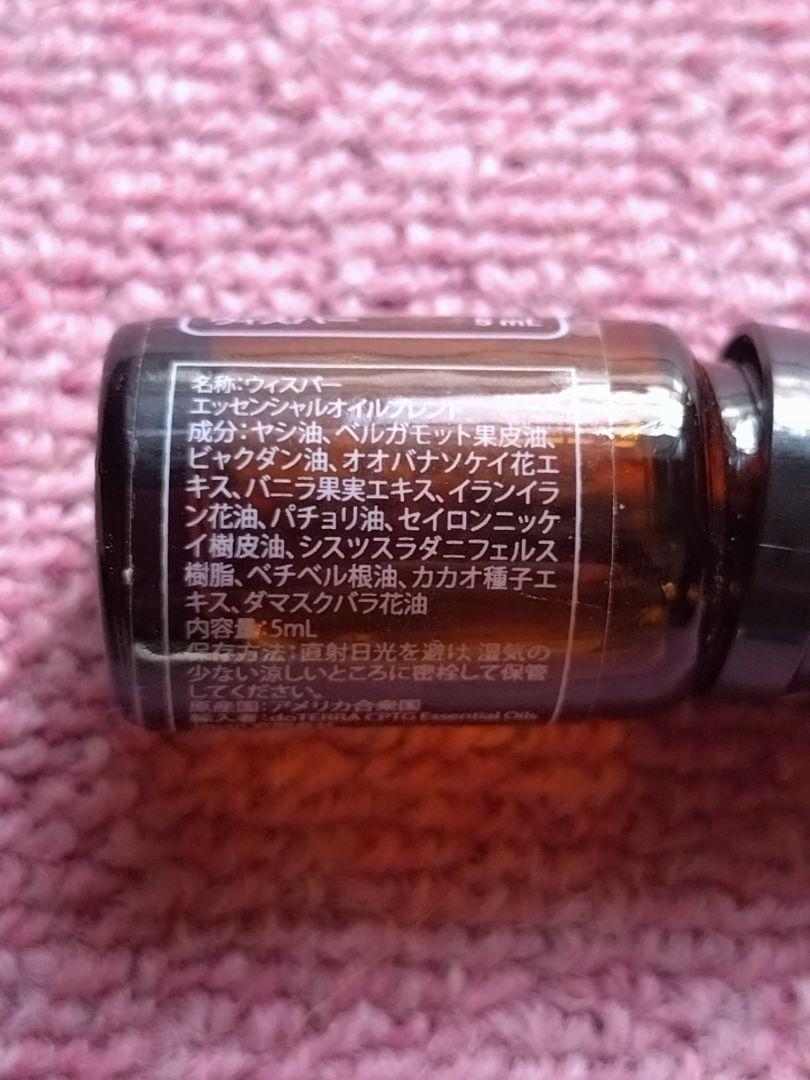 ウィスパー 5 mL
名称:ウィスパー
エッセンシャルオイルブレンド
成分:ヤシ油、ベルガモット果皮油、
ビャクダン油、オオバナソケイ花エ
キス、バニラ果実エキス、イランイラ
ン花油、パチョリ油、セイロンニッケ
イ樹皮油、シスツスラダニフェルス
樹脂、ベチベル根油、カカオ種子エ
キス、ダマスクバラ花油
内容量:5mL
保存方法:直射日光を避け、湿気の
少ない涼しいところに密栓して保管
してください。
原産国:アメリカ合衆国
輸入者:doTERRA CPTG Essential Oils